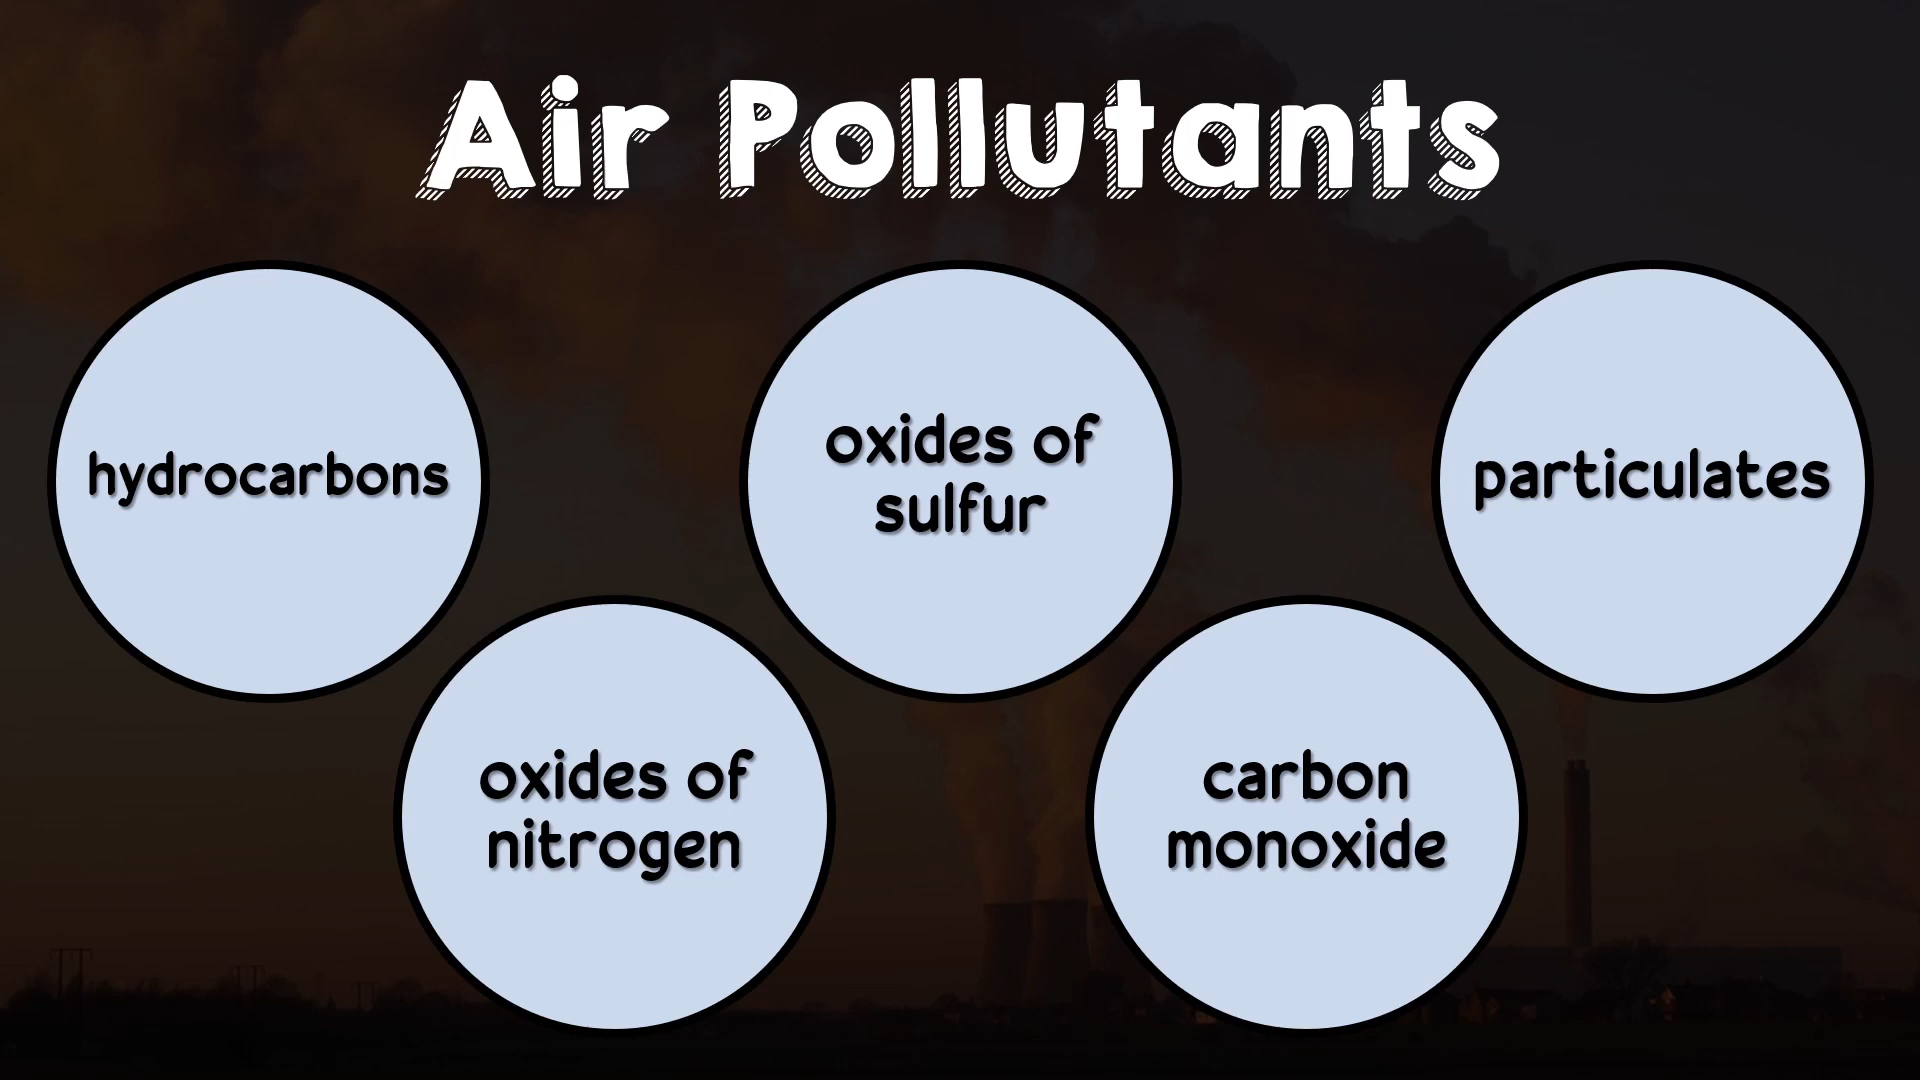 Air Pollutants
hydrocarbons
oxides of
sulfur
particulates
oxides of
nitrogen
carbon
monoxide